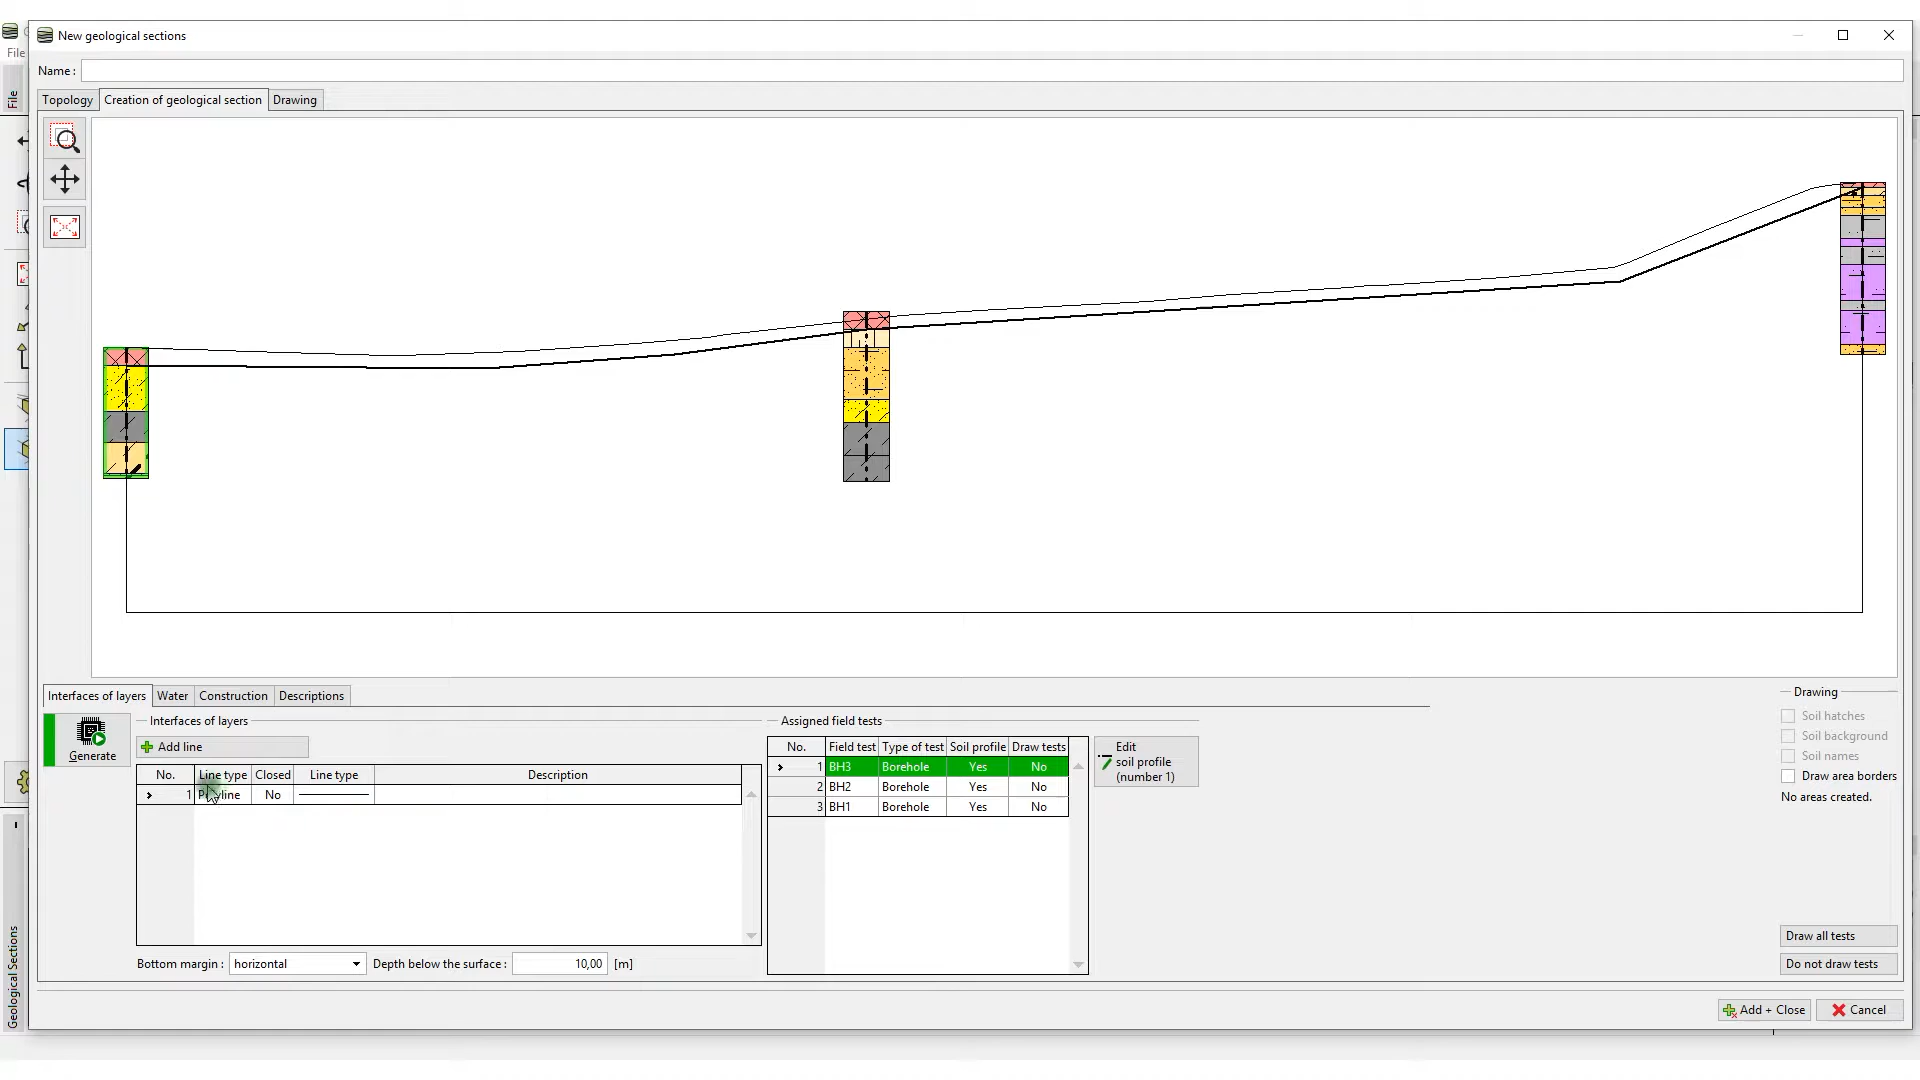 New geological sections
File
Name :
File
Topology
Creation of geological section
Drawing
Interfaces of layers
Water
Construction
Descriptions
Drawing
Generate
Interfaces of layers
Add line
No.
Line type
Closed
Line type
Description
1
No
Bottom margin :
horizontal
Depth below the surface :
10,00
[m]
Assigned field tests
No.
Field test
Type of test
Soil profile
Draw tests
1 BH3 Borehole Yes No
2 BH2 Borehole Yes No
3 BH1 Borehole Yes No
Edit
soil profile
(number 1)
Soil hatches
Soil background
Soil names
Draw area borders
No areas created.
Draw all tests
Do not draw tests
Geological Sections
Add + Close
Cancel